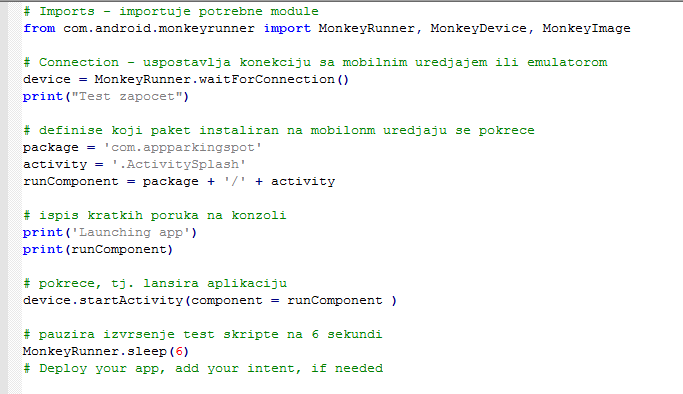 # Imports - importuje potrebne module
from com.android.monkeyrunner import MonkeyRunner, MonkeyDevice, MonkeyImage
# Connection - uspostavlja konekciju sa mobilnim uredjajem ili emulatorom
device = MonkeyRunner.waitForConnection()
print("Test zapocet")
# definise koji paket instaliran na mobilonm uredjaju se pokrece
package = 'com.appparkingspot'
activity = '.ActivitySplash'
runComponent = package + '/' + activity
# ispis kratkih poruka na konzoli
print('Launching app')
print(runComponent)
# pokrece, tj. lansira aplikaciju
device.startActivity(component = runComponent )
# pauzira izvrsenje test skripte na 6 sekundi
MonkeyRunner.sleep(6)
# Deploy your app, add your intent, if needed